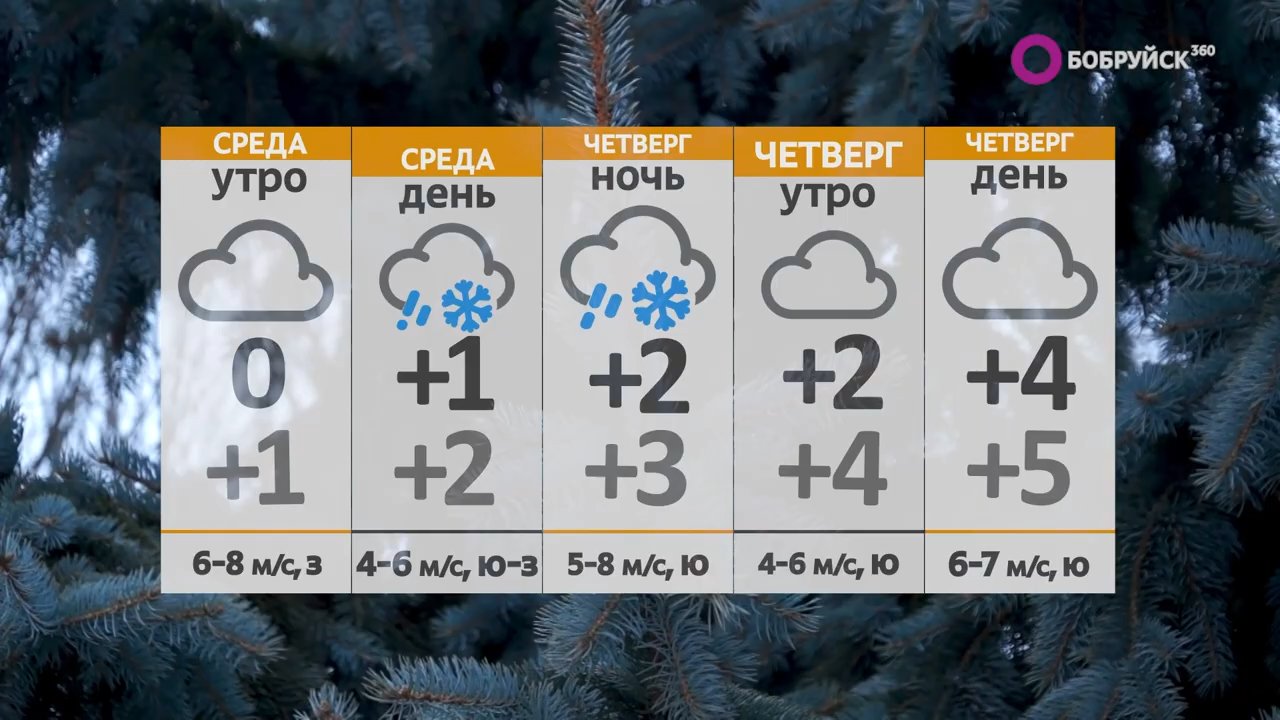 БОБРУЙСК360
СРЕДА
утро
0
+1
6-8 м/с, З
СРЕДА
день
+1
+2
4-6 м/с, Ю-З
ЧЕТВЕРГ
ночь
+2
+3
5-8 м/с, Ю
ЧЕТВЕРГ
утро
+2
+4
4-6 м/с, Ю
ЧЕТВЕРГ
день
+4
+5
6-7 м/с, Ю